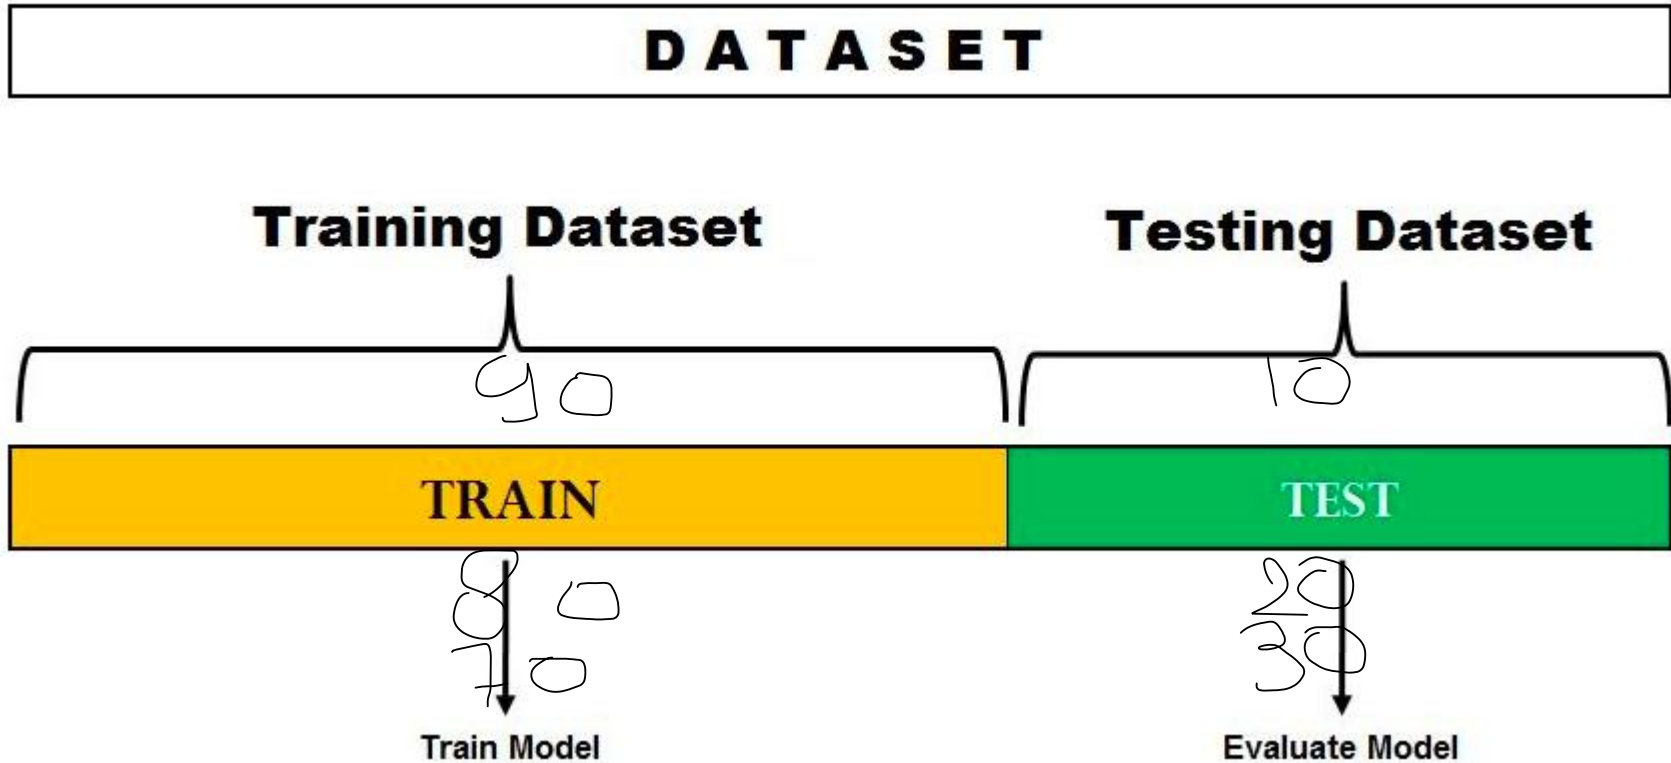 DATASET
Training Dataset
Testing Dataset
90
10
TRAIN
TEST
80
20
70
30
Train Model
Evaluate Model